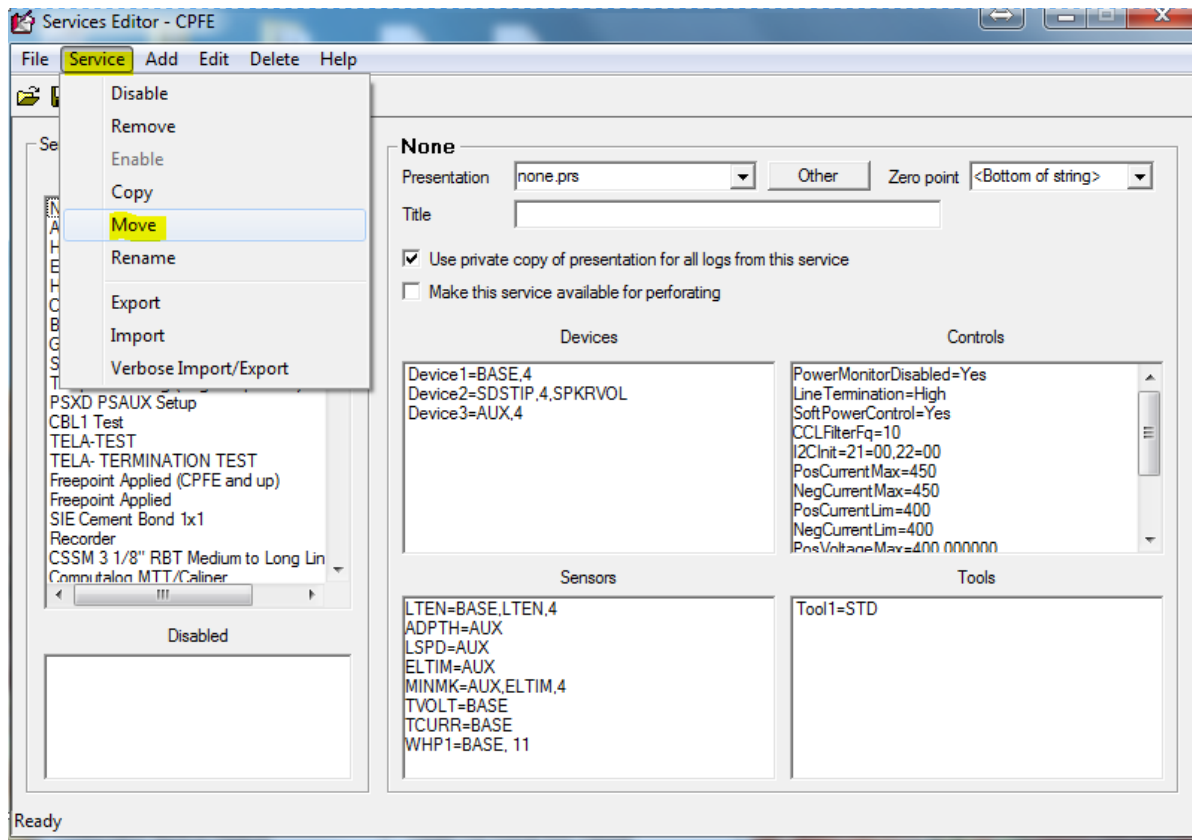 Services Editor - CPFE
File Service Add Edit Delete Help
Disable
Remove
Enable
Copy
Move
Rename
Export
Import
Verbose Import/Export
Se
N
A
H
E
H
C
B
G
S
T
PSXD PSAUX Setup
CBL1 Test
TELA-TEST
TELA- TERMINATION TEST
Freepoint Applied (CPFE and up)
Freepoint Applied
SIE Cement Bond 1x1
Recorder
CSSM 3 1/8" RBT Medium to Long Lin
Computalog MTT/Caliper
Disabled
None
Presentation none.prs Other Zero point <Bottom of string>
Title
Use private copy of presentation for all logs from this service
Make this service available for perforating
Devices
Device1=BASE,4
Device2=SDSTIP,4,SPKRVOL
Device3=AUX,4
Controls
PowerMonitorDisabled=Yes
LineTermination=High
SoftPowerControl=Yes
CCLFilterFq=10
I2CInit=21=00,22=00
PosCurrentMax=450
NegCurrentMax=450
PosCurrentLim=400
NegCurrentLim=400
PosVoltageMax=400.000000
Sensors
LTEN=BASE,LTEN,4
ADPTH=AUX
LSPD=AUX
ELTIM=AUX
MINMK=AUX,ELTIM,4
TVOLT=BASE
TCURR=BASE
WHP1=BASE, 11
Tools
Tool1=STD
Ready